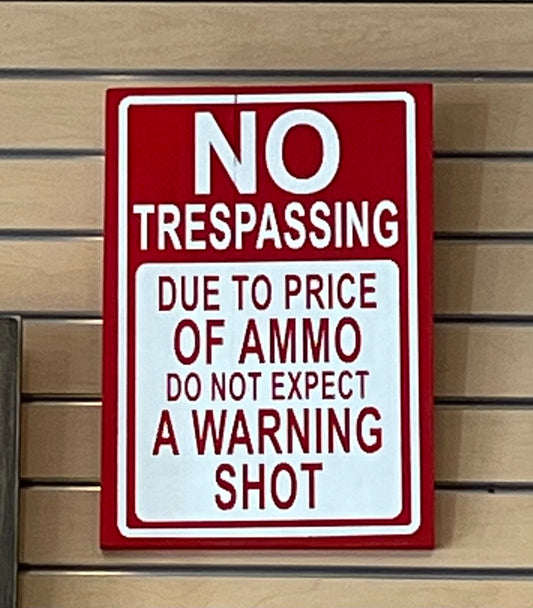 NO
TRESPASSING
DUE TO PRICE
OF AMMO
DO NOT EXPECT
A WARNING
SHOT